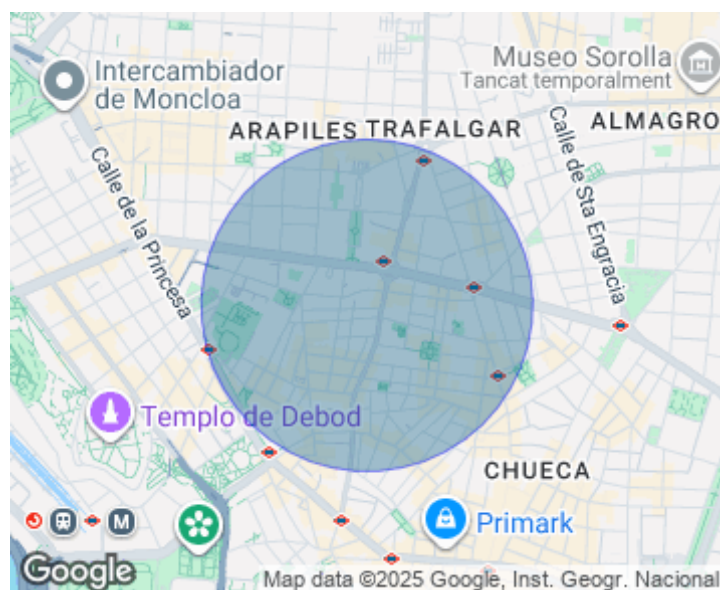 Intercambiador
de Moncloa
Museo Sorolla
Tancat temporalment
ARAPILES
TRAFALGAR
ALMAGRO
Calle de la Princesa
Calle de Sta Engracia
Templo de Debod
CHUECA
M
Primark
Google
Map data ©2025 Google, Inst. Geogr. Nacional